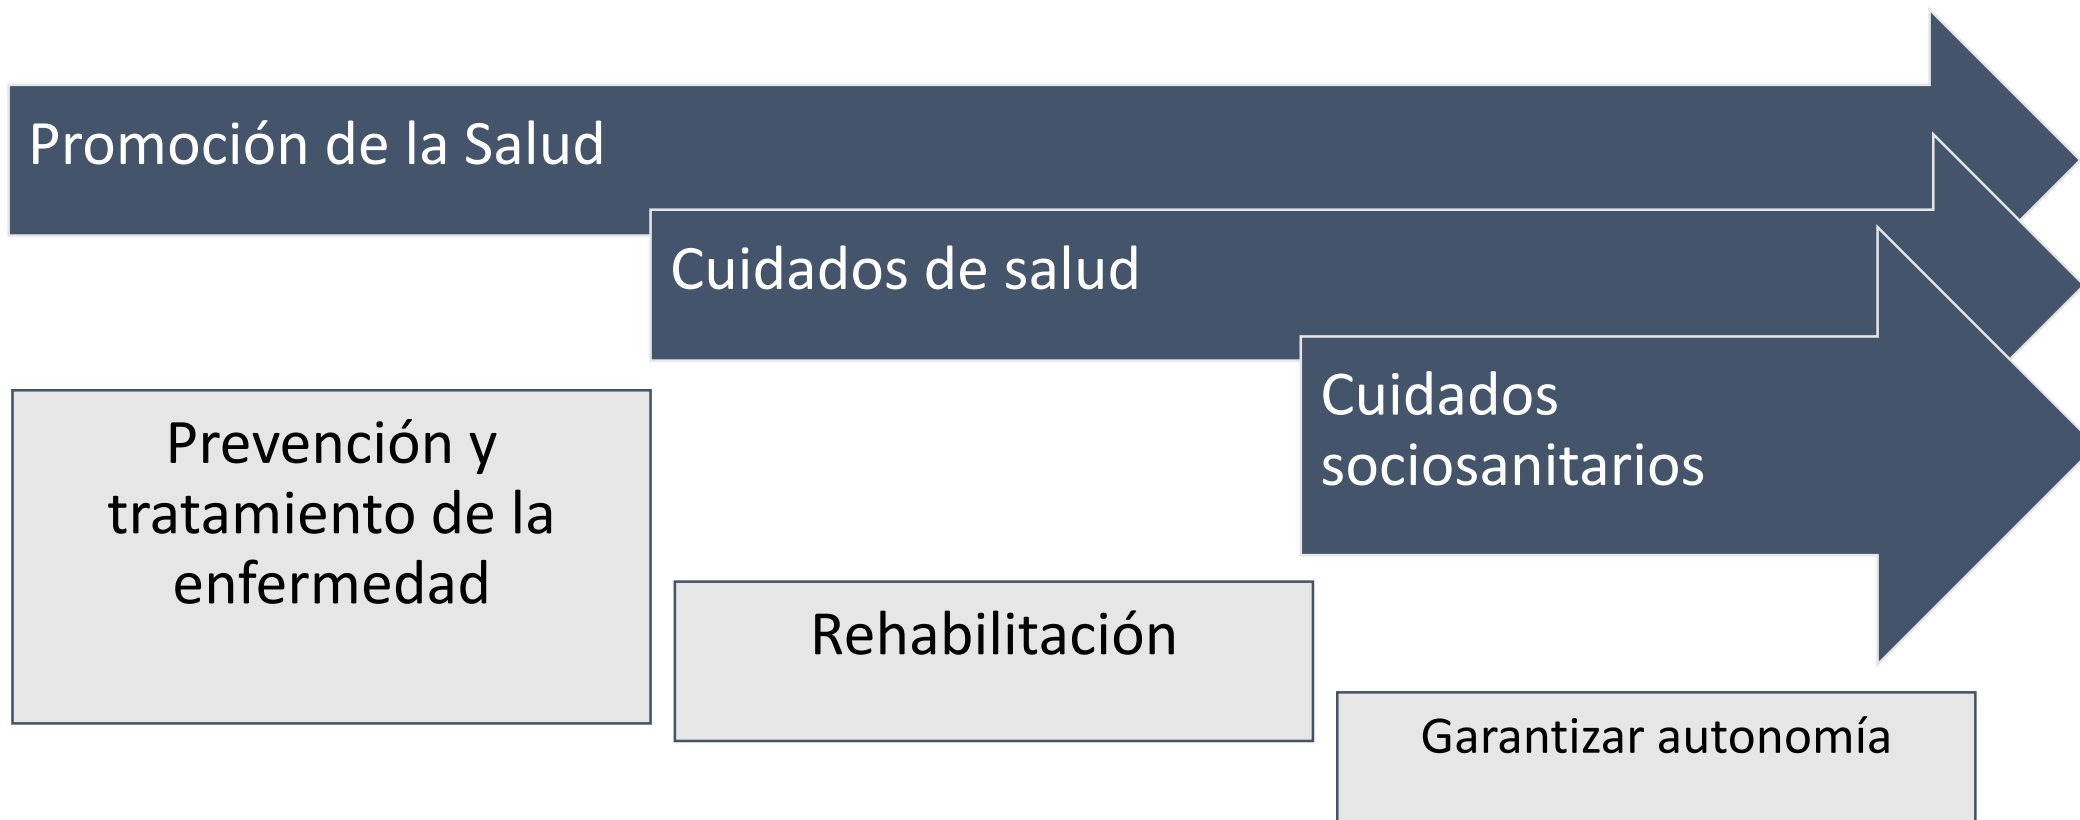 Promoción de la Salud
Cuidados de salud
Cuidados
sociosanitarios
Prevención y
tratamiento de la
enfermedad
Rehabilitación
Garantizar autonomía